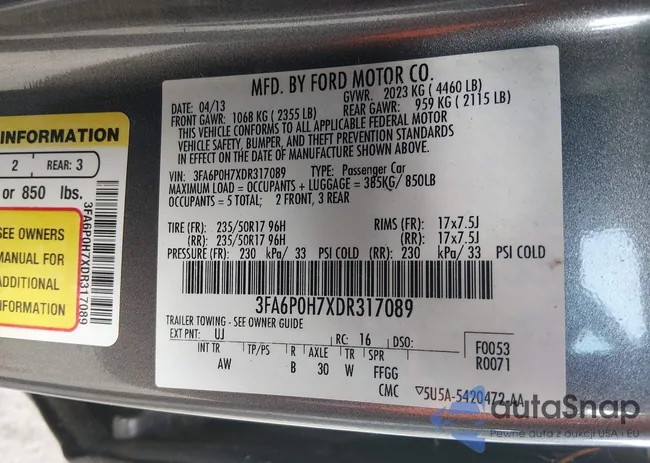 MFD. BY FORD MOTOR CO.
DATE: 04/13 GVWR: 2023 KG ( 4460 LB)
FRONT GAWR: 1068 KG ( 2355 LB) REAR GAWR: 959 KG ( 2115 LB)
THIS VEHICLE CONFORMS TO ALL APPLICABLE FEDERAL MOTOR
VEHICLE SAFETY, BUMPER, AND THEFT PREVENTION STANDARDS
IN EFFECT ON THE DATE OF MANUFACTURE SHOWN ABOVE.
VIN: 3FA6P0H7XDR317089 TYPE: Passenger Car
MAXIMUM LOAD = OCCUPANTS + LUGGAGE = 385KG/ 850LB
OCCUPANTS = 5 TOTAL; 2 FRONT, 3 REAR
TIRE (FR): 235/50R17 96H RIMS (FR): 17x7.5J
(RR): 235/50R17 96H (RR): 17x7.5J
PRESSURE (FR): 230 kPa/ 33 PSI COLD (RR): 230 kPa/ 33 PSI COLD
3FA6P0H7XDR317089
TRAILER TOWING - SEE OWNER GUIDE
EXT PNT: UJ RC: 16 DSO:
INT TR TP/PS R AXLE TR SPR
AW B 30 W FFGG
F0053
R0071
CMC ▽5U5A-5420472-AA
INFORMATION
2 REAR: 3
or 850 lbs.
SEE OWNERS
MANUAL FOR
ADDITIONAL
INFORMATION
3FA6P0H7XDR317089
autoSnap
Pewne auta z aukcji USA i EU